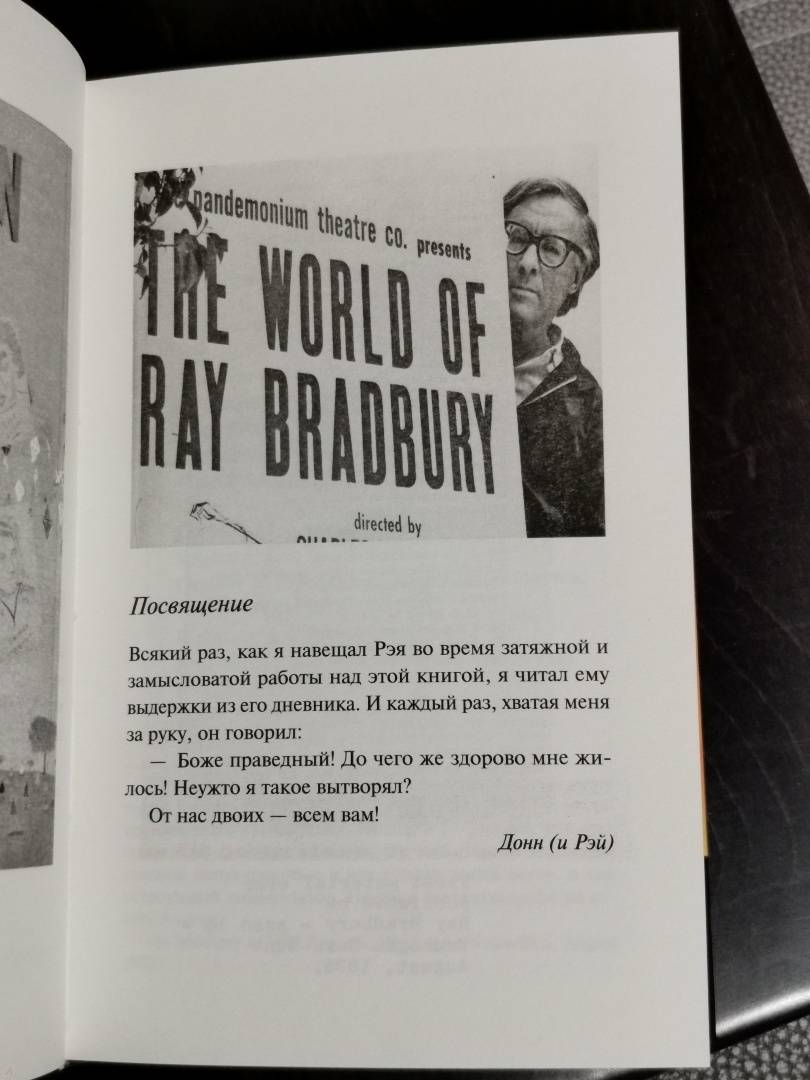 pandemonium theatre co. presents
THE WORLD OF
RAY BRADBURY
directed by
Посвящение
Всякий раз, как я навещал Рэя во время затяжной и
замысловатой работы над этой книгой, я читал ему
выдержки из его дневника. И каждый раз, хватая меня
за руку, он говорил:
— Боже праведный! До чего же здорово мне жи-
лось! Неужто я такое вытворял?
От нас двоих — всем вам!
Донн (и Рэй)